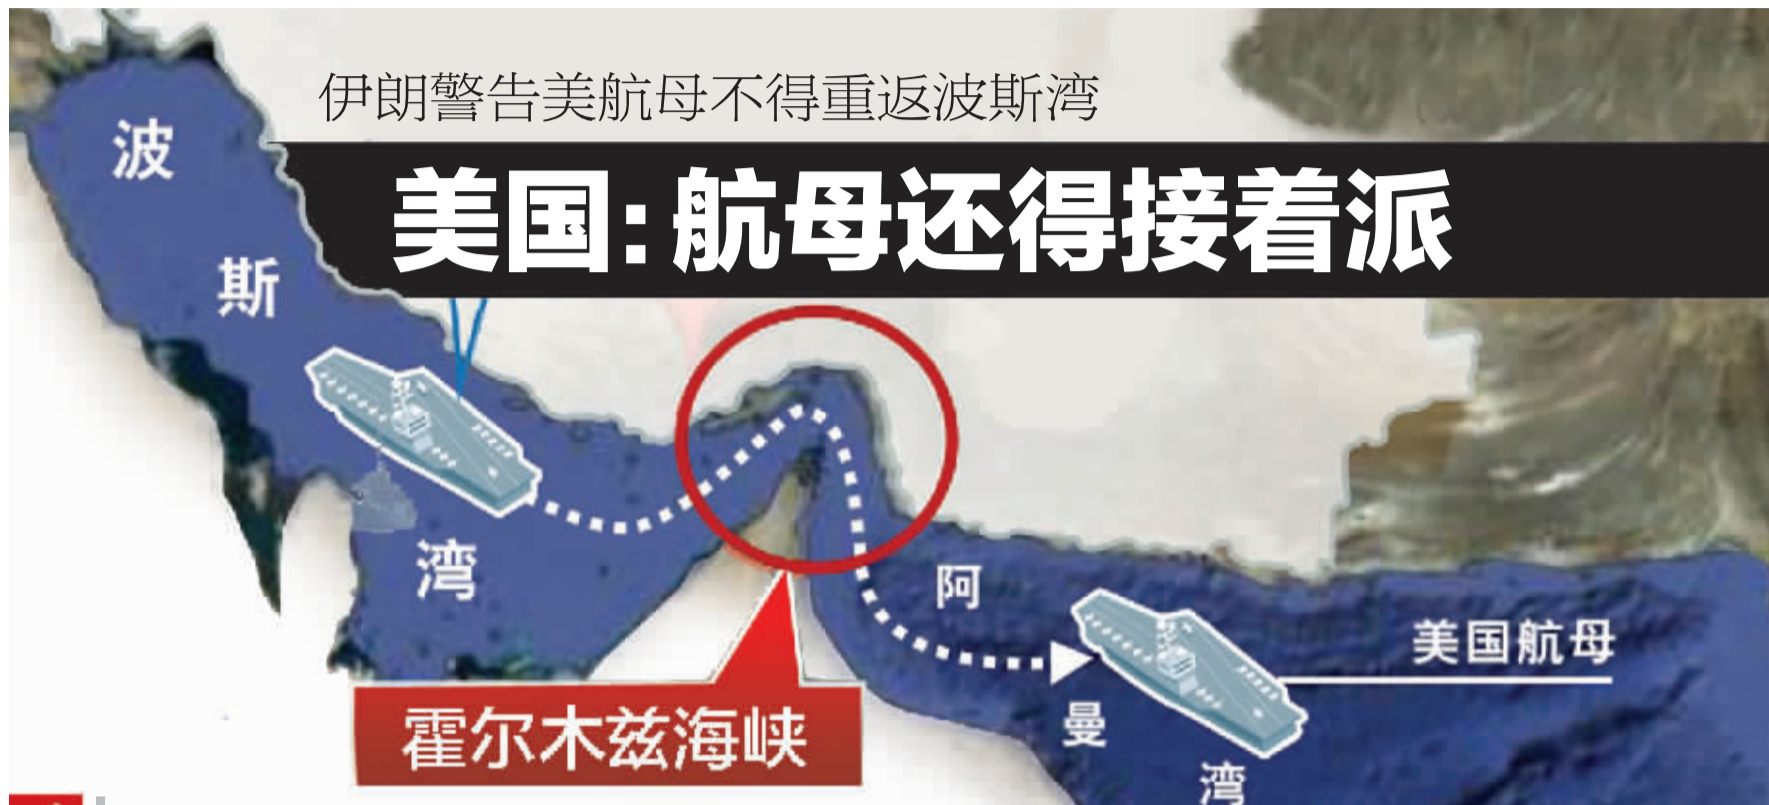 伊朗警告美航母不得重返波斯湾
美国：航母还得接着派
波
斯
湾
霍尔木兹海峡
阿
曼
湾
美国航母